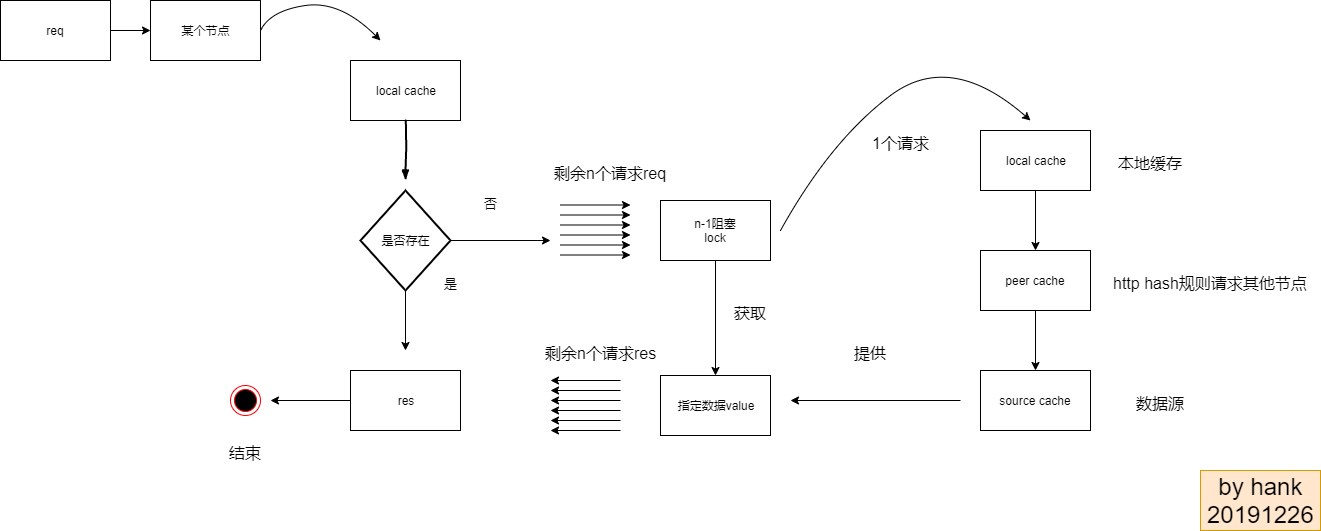 req
某个节点
local cache
是否存在
否
是
剩余n个请求req
n-1阻塞
lock
1个请求
local cache
本地缓存
peer cache
http hash规则请求其他节点
获取
剩余n个请求res
提供
res
指定数据value
source cache
数据源
结束
by hank
20191226